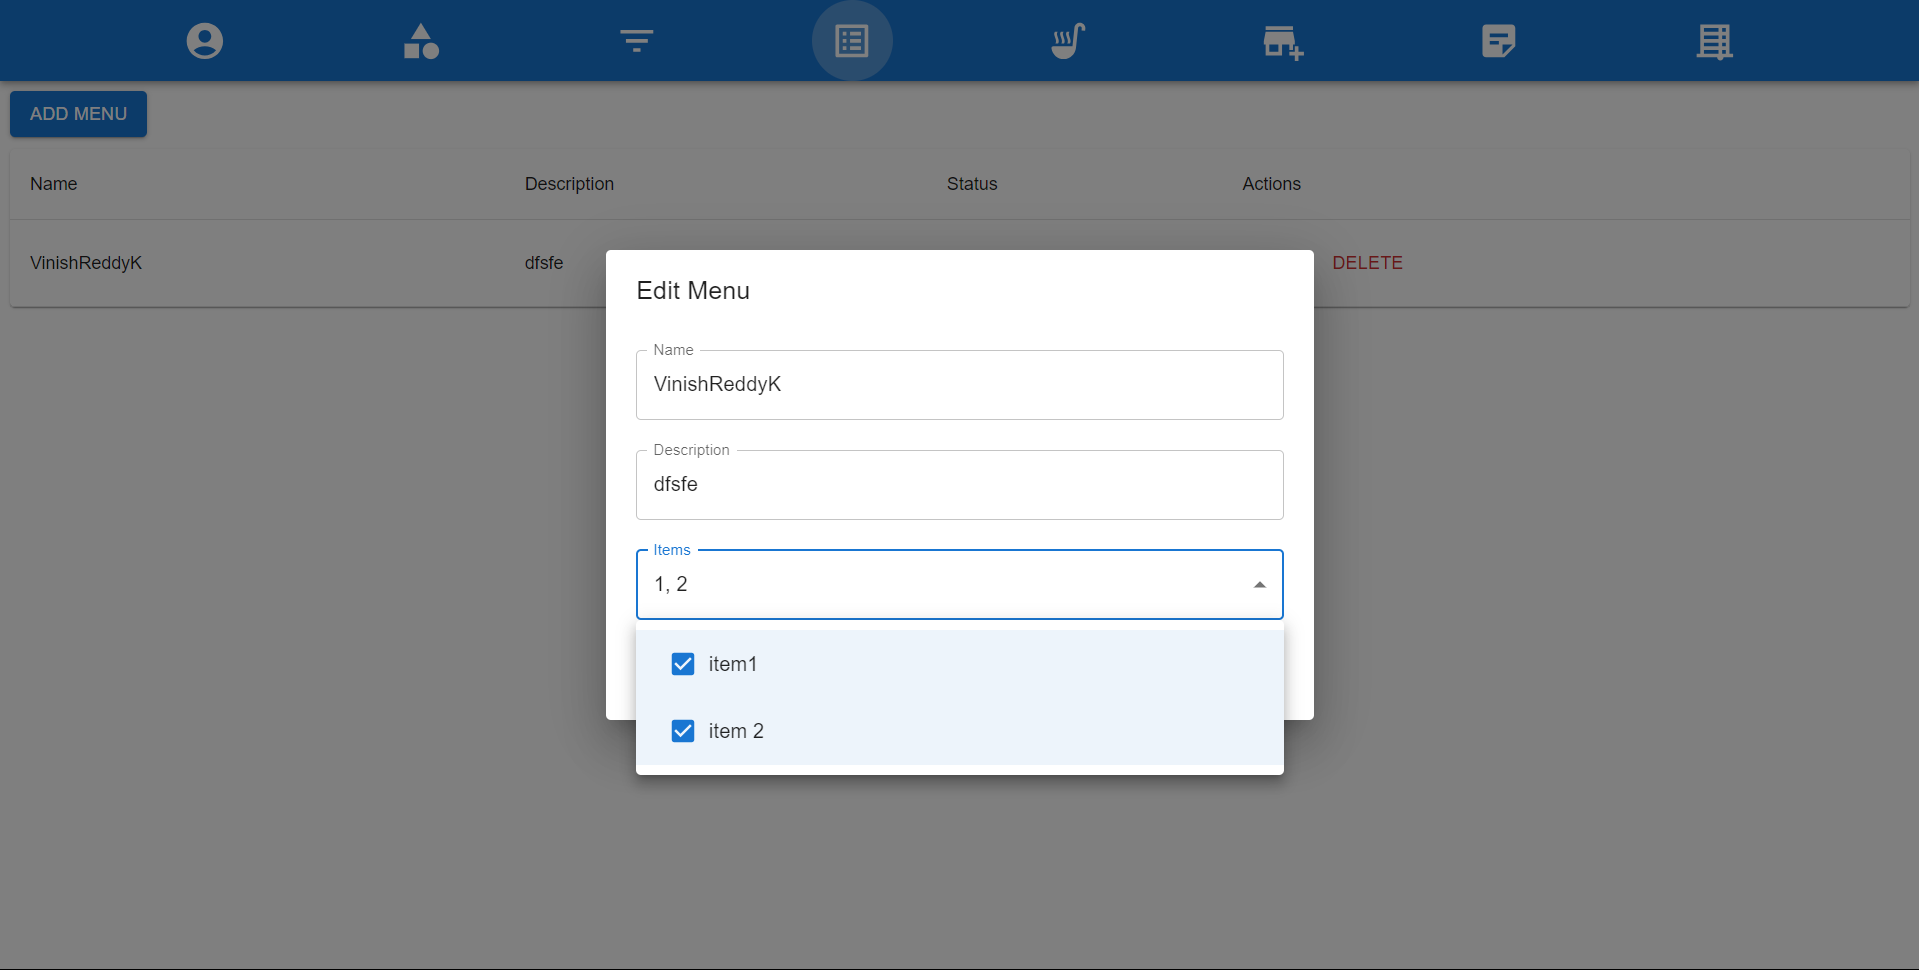 ADD MENU
Name Description Status Actions
VinishReddyK dfsfe DELETE
Edit Menu
Name
VinishReddyK
Description
dfsfe
Items
1, 2
item1
item 2